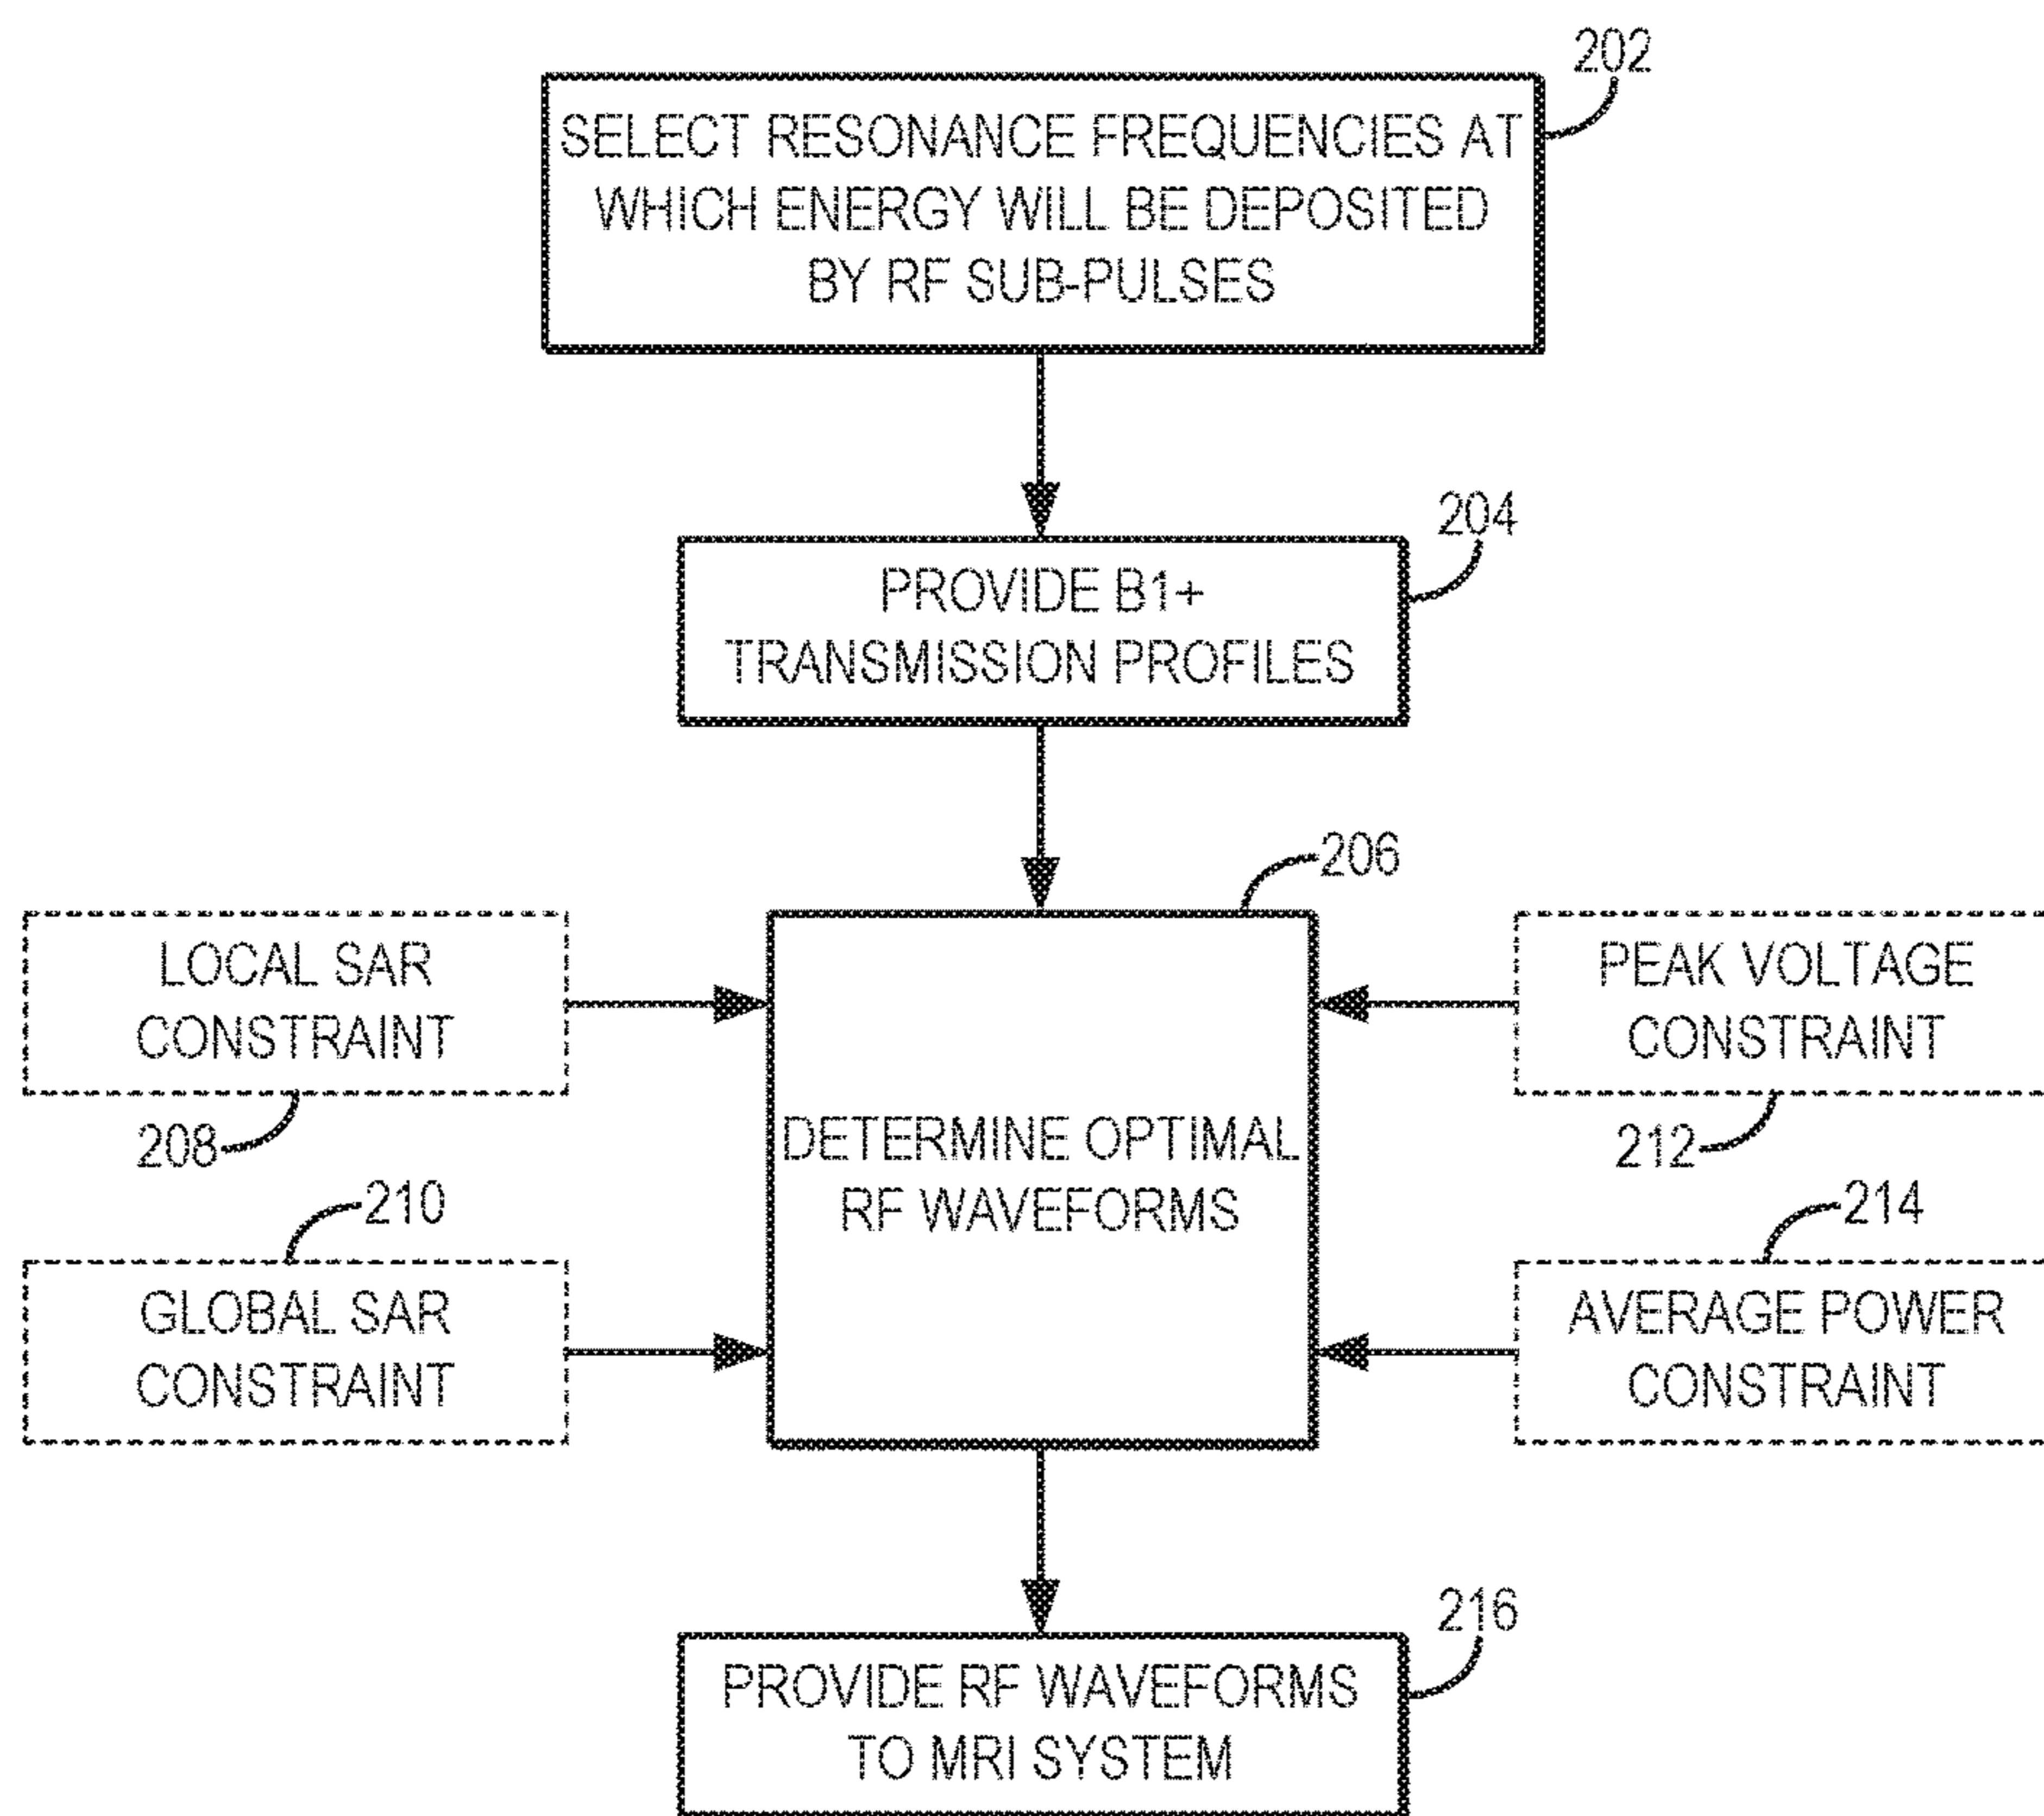 202
SELECT RESONANCE FREQUENCIES AT
WHICH ENERGY WILL BE DEPOSITED
BY RF SUB-PULSES
204
PROVIDE B1+
TRANSMISSION PROFILES
206
LOCAL SAR
CONSTRAINT
208
210
GLOBAL SAR
CONSTRAINT
DETERMINE OPTIMAL
RF WAVEFORMS
PEAK VOLTAGE
CONSTRAINT
212
214
AVERAGE POWER
CONSTRAINT
216
PROVIDE RF WAVEFORMS
TO MRI SYSTEM